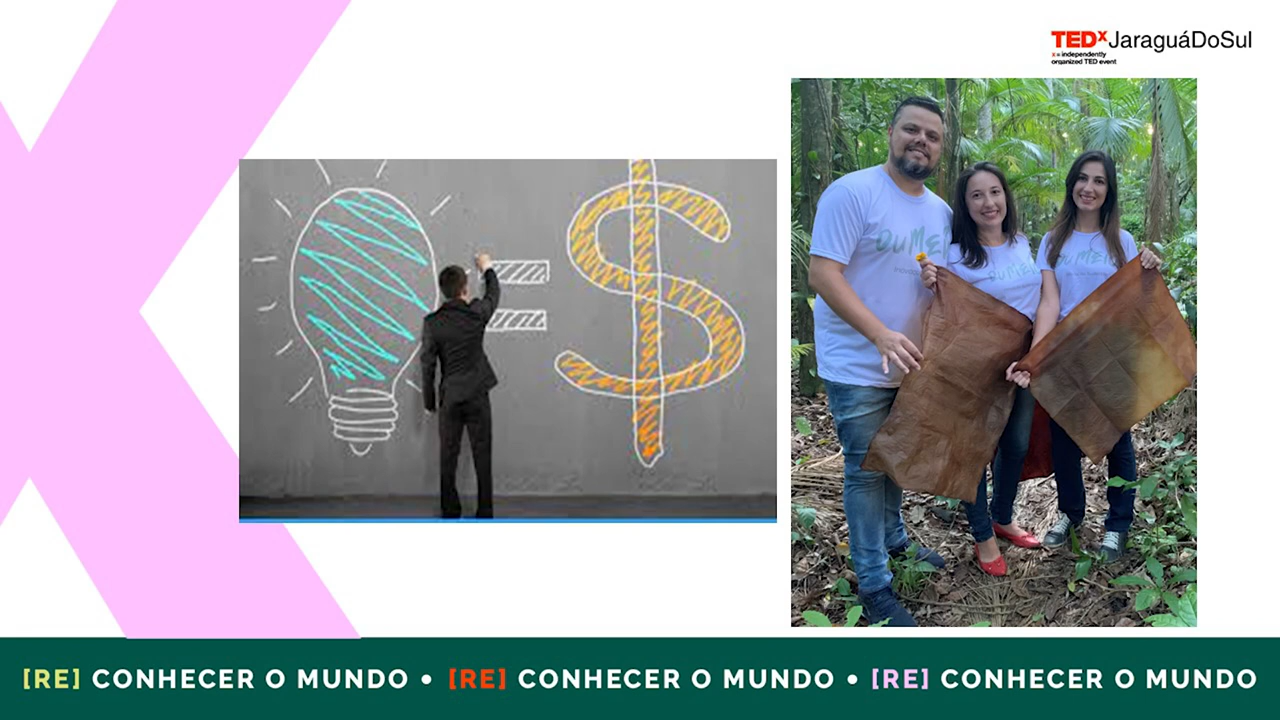 TEDxJaraguáDoSul
x = independently
organized TED event
[RE] CONHECER O MUNDO • [RE] CONHECER O MUNDO • [RE] CONHECER O MUNDO